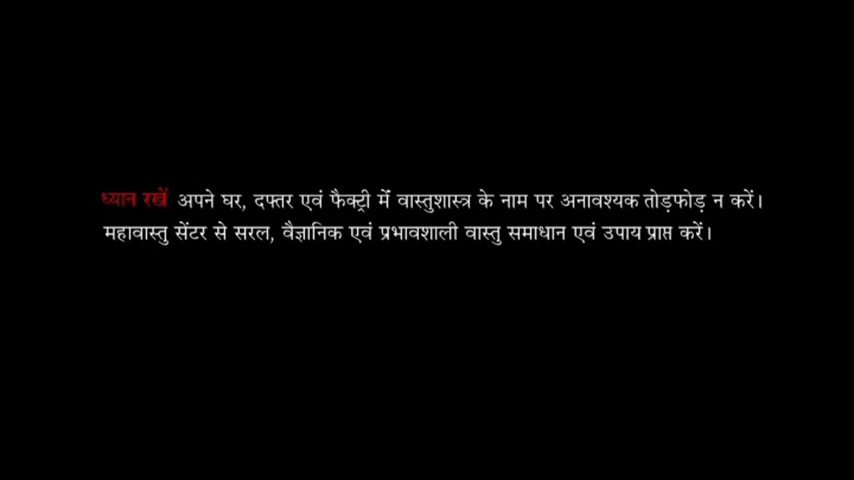 ध्यान रखें अपने घर, दफ्तर एवं फैक्ट्री में वास्तुशास्त्र के नाम पर अनावश्यक तोड़फोड़ न करें।
महावास्तु सेंटर से सरल, वैज्ञानिक एवं प्रभावशाली वास्तु समाधान एवं उपाय प्राप्त करें।